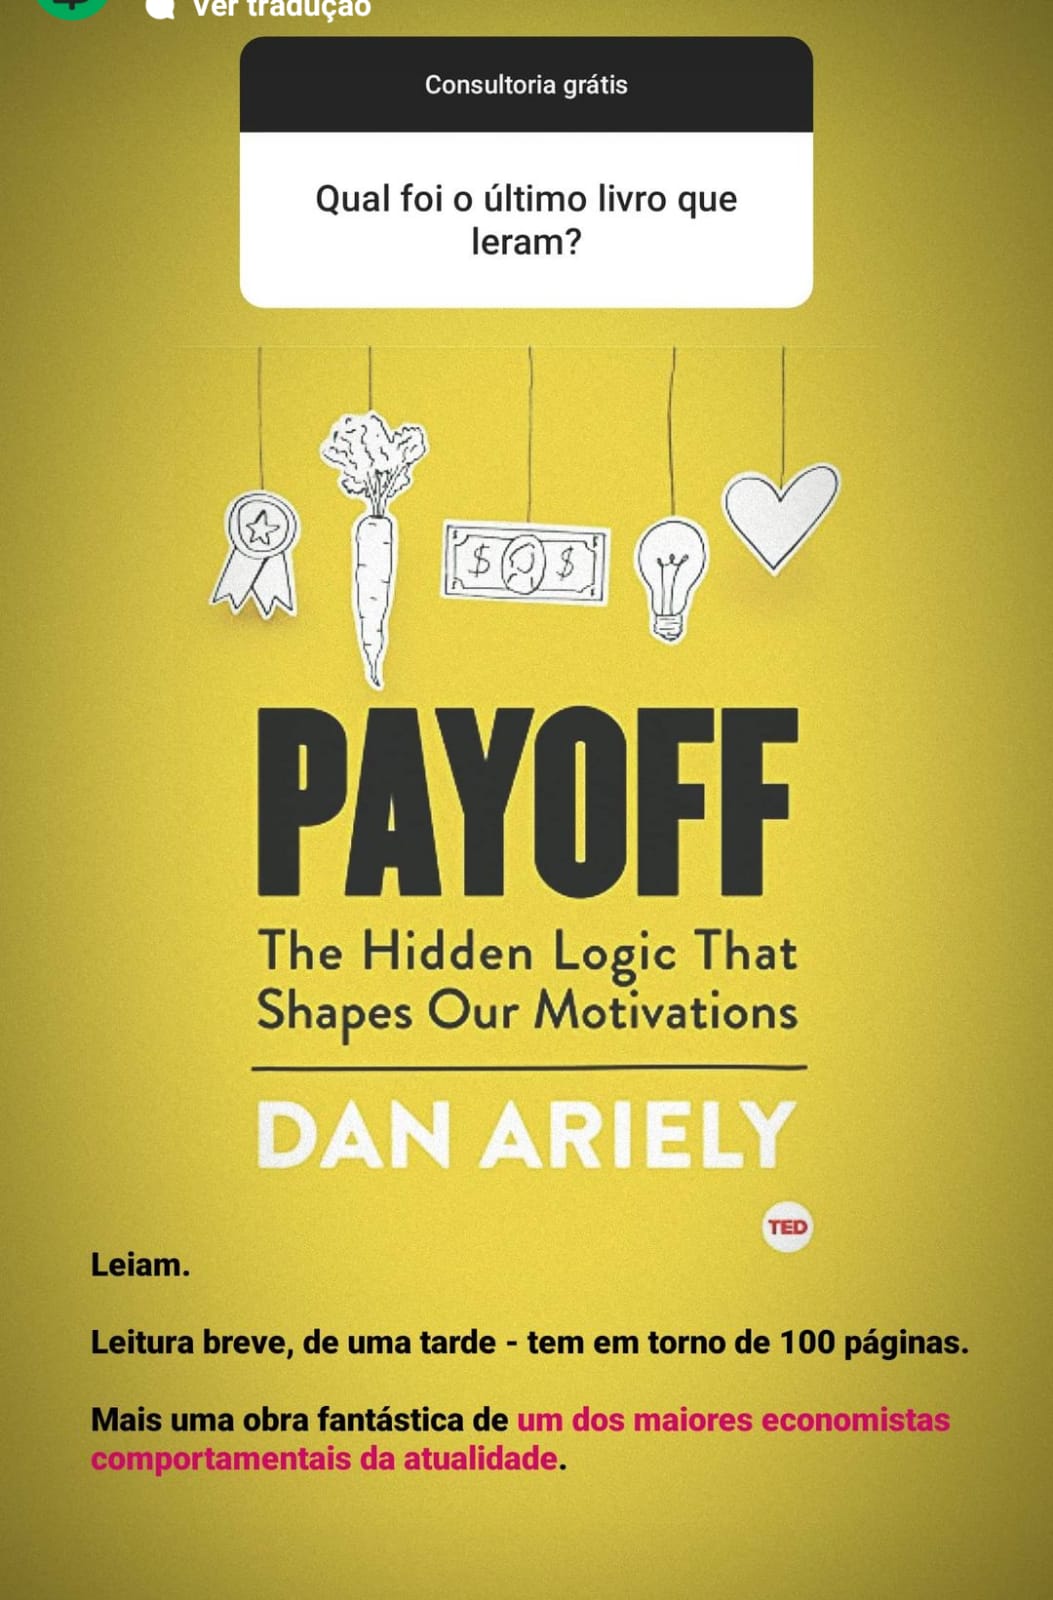 Ver tradução
Consultoria grátis
Qual foi o último livro que
leram?
$ $
PAYOFF
The Hidden Logic That
Shapes Our Motivations
DAN ARIELY
TED
Leiam.
Leitura breve, de uma tarde - tem em torno de 100 páginas.
Mais uma obra fantástica de um dos maiores economistas
comportamentais da atualidade.